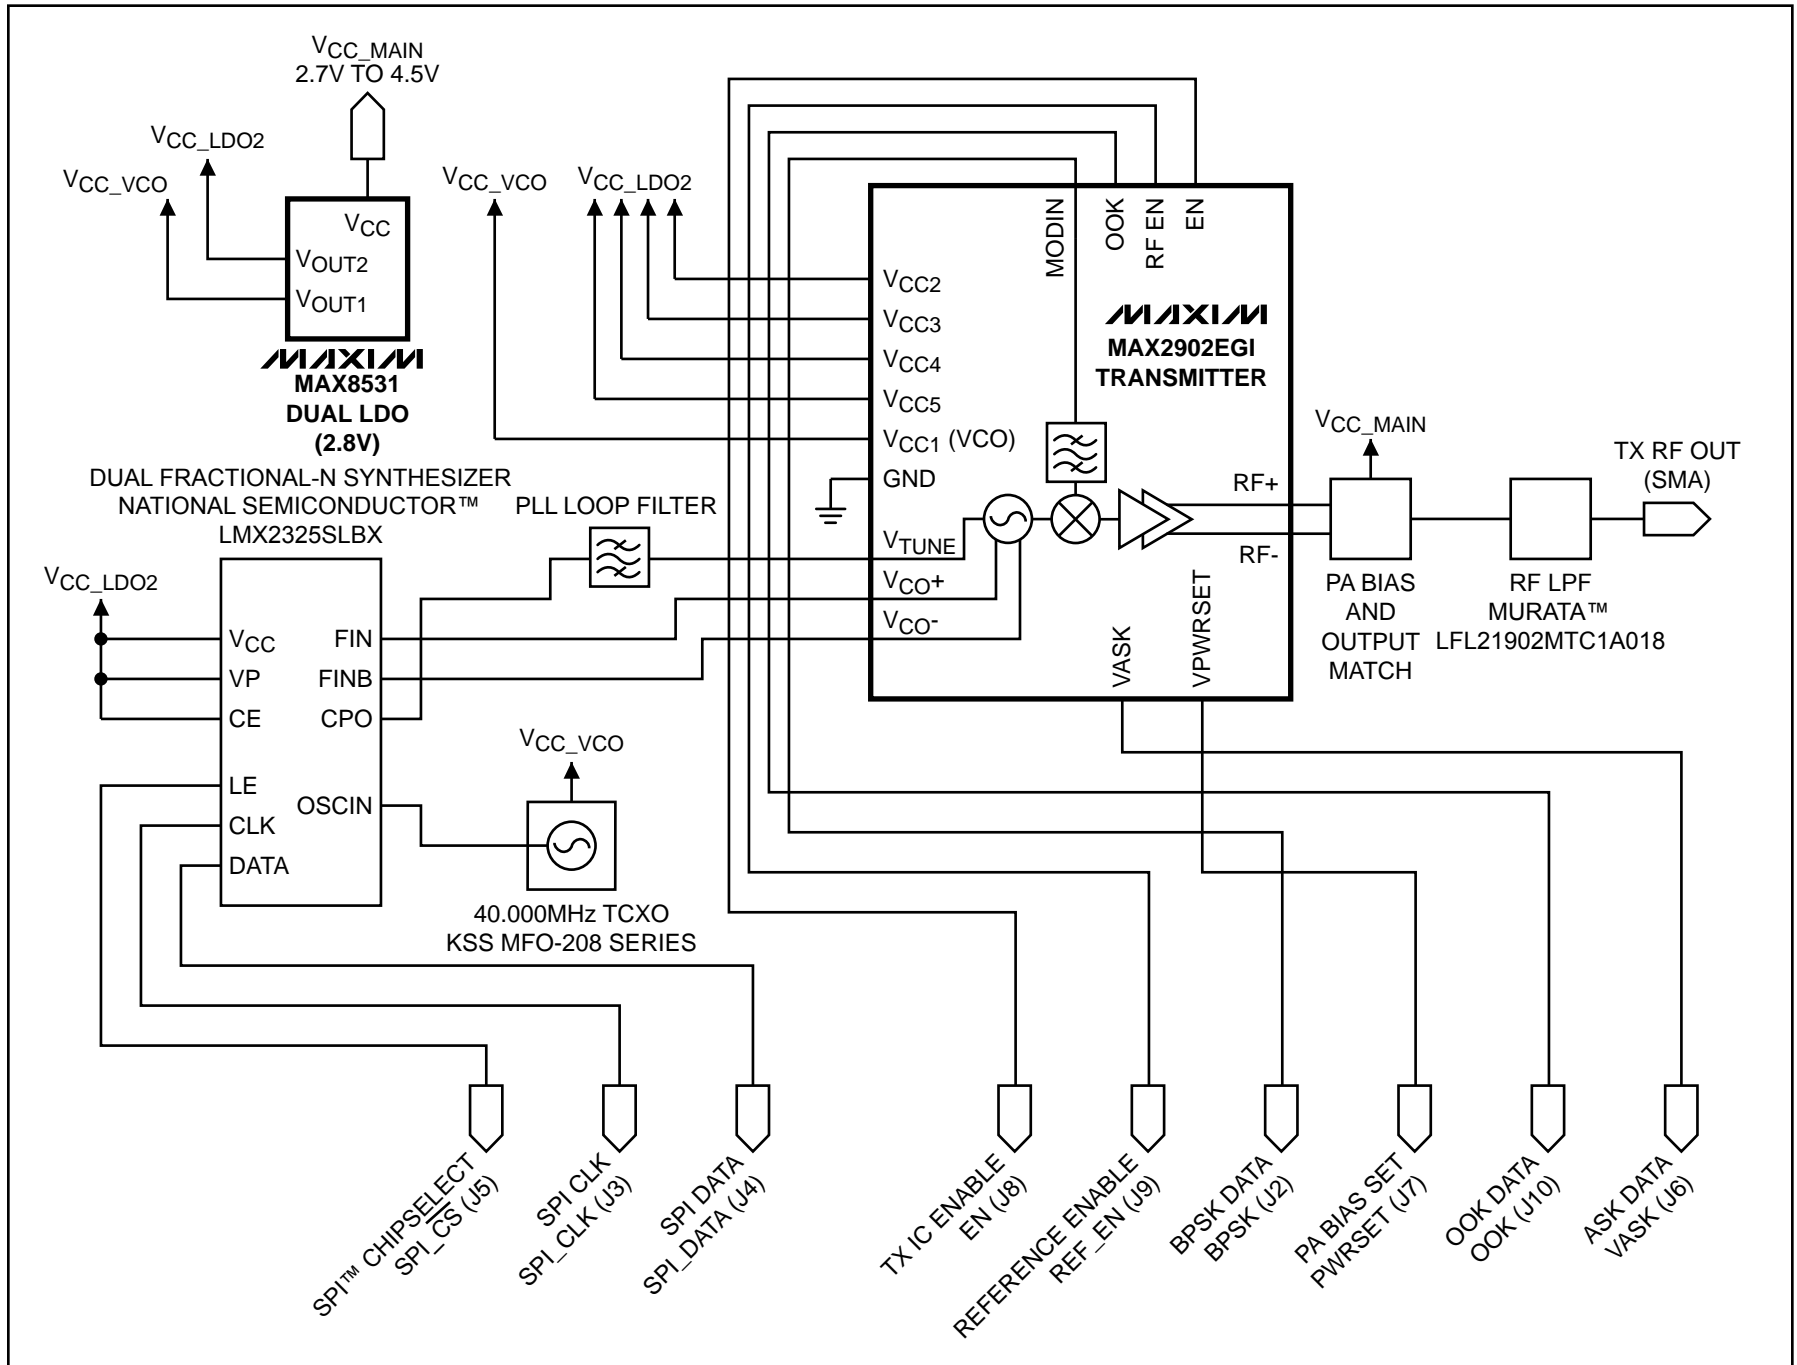 VCC_MAIN
2.7V TO 4.5V
VCC_LDO2
VCC_VCO
VCC
VOUT2
VOUT1
MAXIM
MAX8531
DUAL LDO
(2.8V)
VCC_VCO
VCC_LDO2
MODIN
OOK
RF EN
EN
VCC2
VCC3
VCC4
VCC5
VCC1 (VCO)
GND
VTUNE
VCO+
VCO-
MAXIM
MAX2902EGI
TRANSMITTER
RF+
RF-
VASK
VPWRSET
VCC_MAIN
PA BIAS
AND
OUTPUT
MATCH
RF LPF
MURATA™
LFL21902MTC1A018
TX RF OUT
(SMA)
DUAL FRACTIONAL-N SYNTHESIZER
NATIONAL SEMICONDUCTOR™
LMX2325SLBX
PLL LOOP FILTER
VCC_LDO2
VCC
VP
CE
LE
CLK
DATA
FIN
FINB
CPO
OSCIN
VCC_VCO
40.000MHz TCXO
KSS MFO-208 SERIES
SPI™ CHIPSELECT
SPI_C̅S̅ (J5)
SPI CLK
SPI_CLK (J3)
SPI DATA
SPI_DATA (J4)
TX IC ENABLE
EN (J8)
REFERENCE ENABLE
REF_EN (J9)
BPSK DATA
BPSK (J2)
PA BIAS SET
PWRSET (J7)
OOK DATA
OOK (J10)
ASK DATA
VASK (J6)